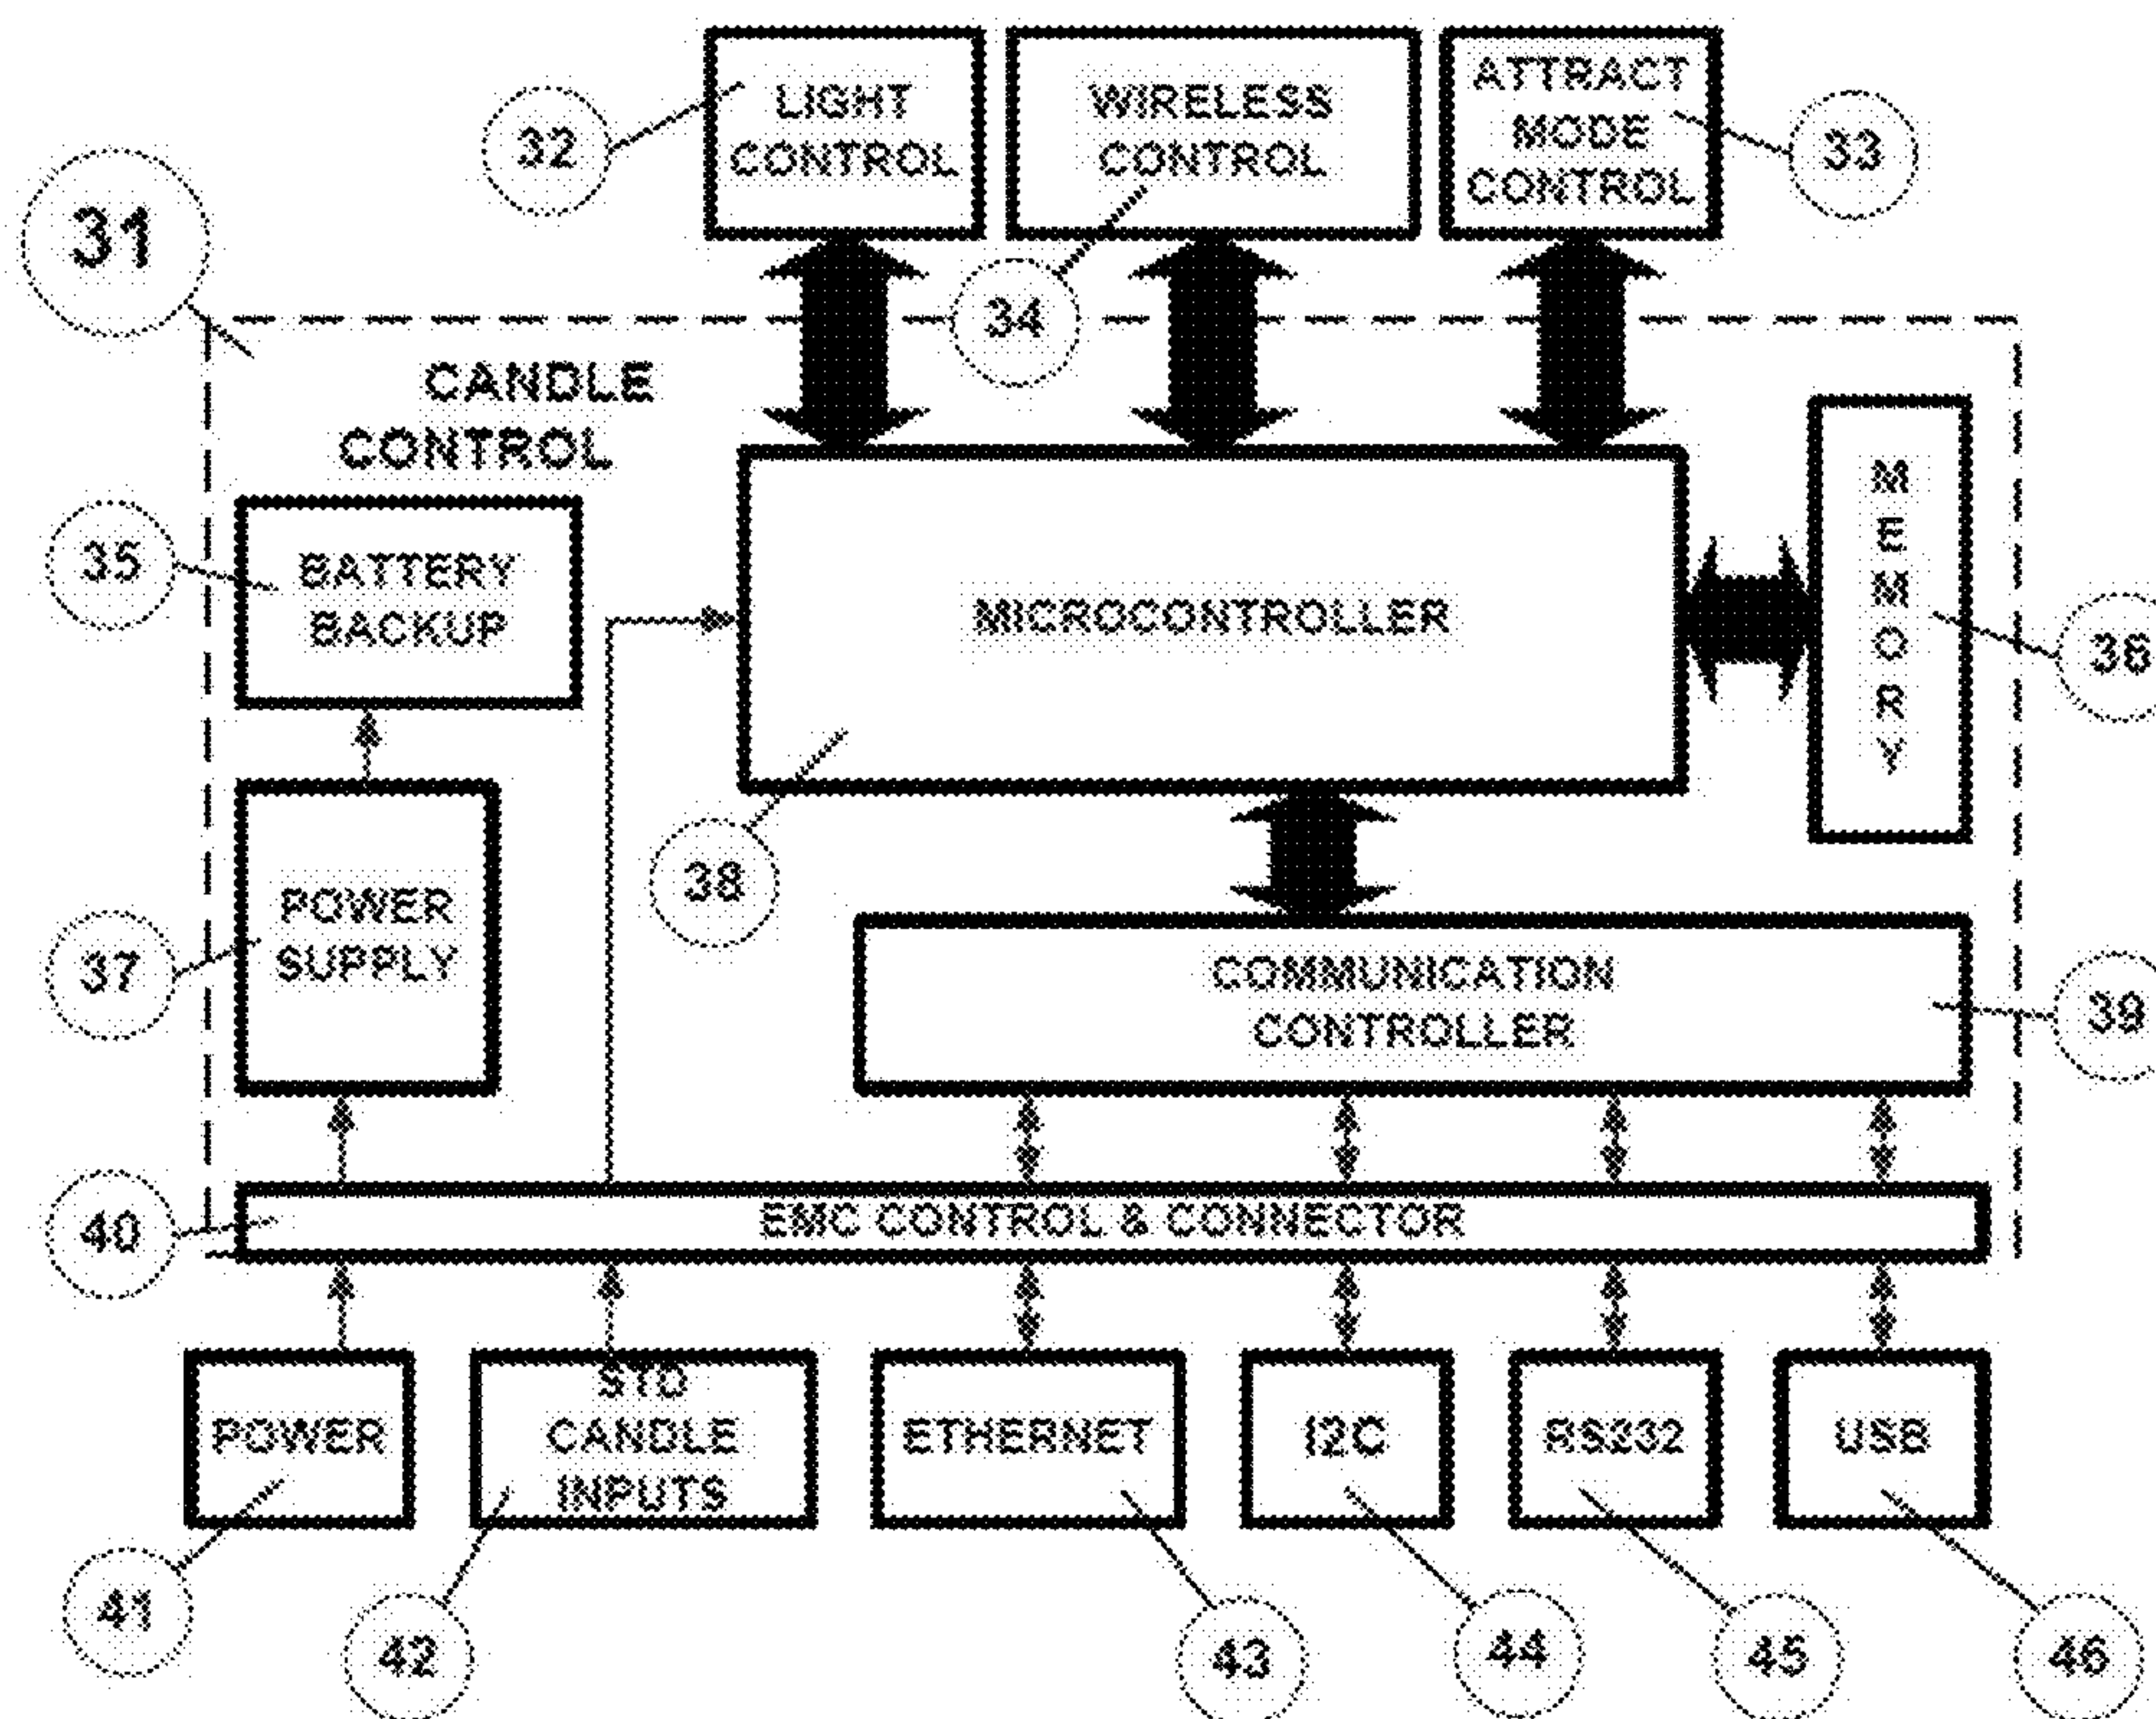 LIGHT
CONTROL
WIRELESS
CONTROL
ATTRACT
MODE
CONTROL
32
33
31
34
CANDLE
CONTROL
35
BATTERY
BACKUP
MICROCONTROLLER
MEMORY
36
38
37
POWER
SUPPLY
COMMUNICATION
CONTROLLER
39
40
EMC CONTROL & CONNECTOR
POWER
STD
CANDLE
INPUTS
ETHERNET
I2C
RS232
USB
41
42
43
44
45
46